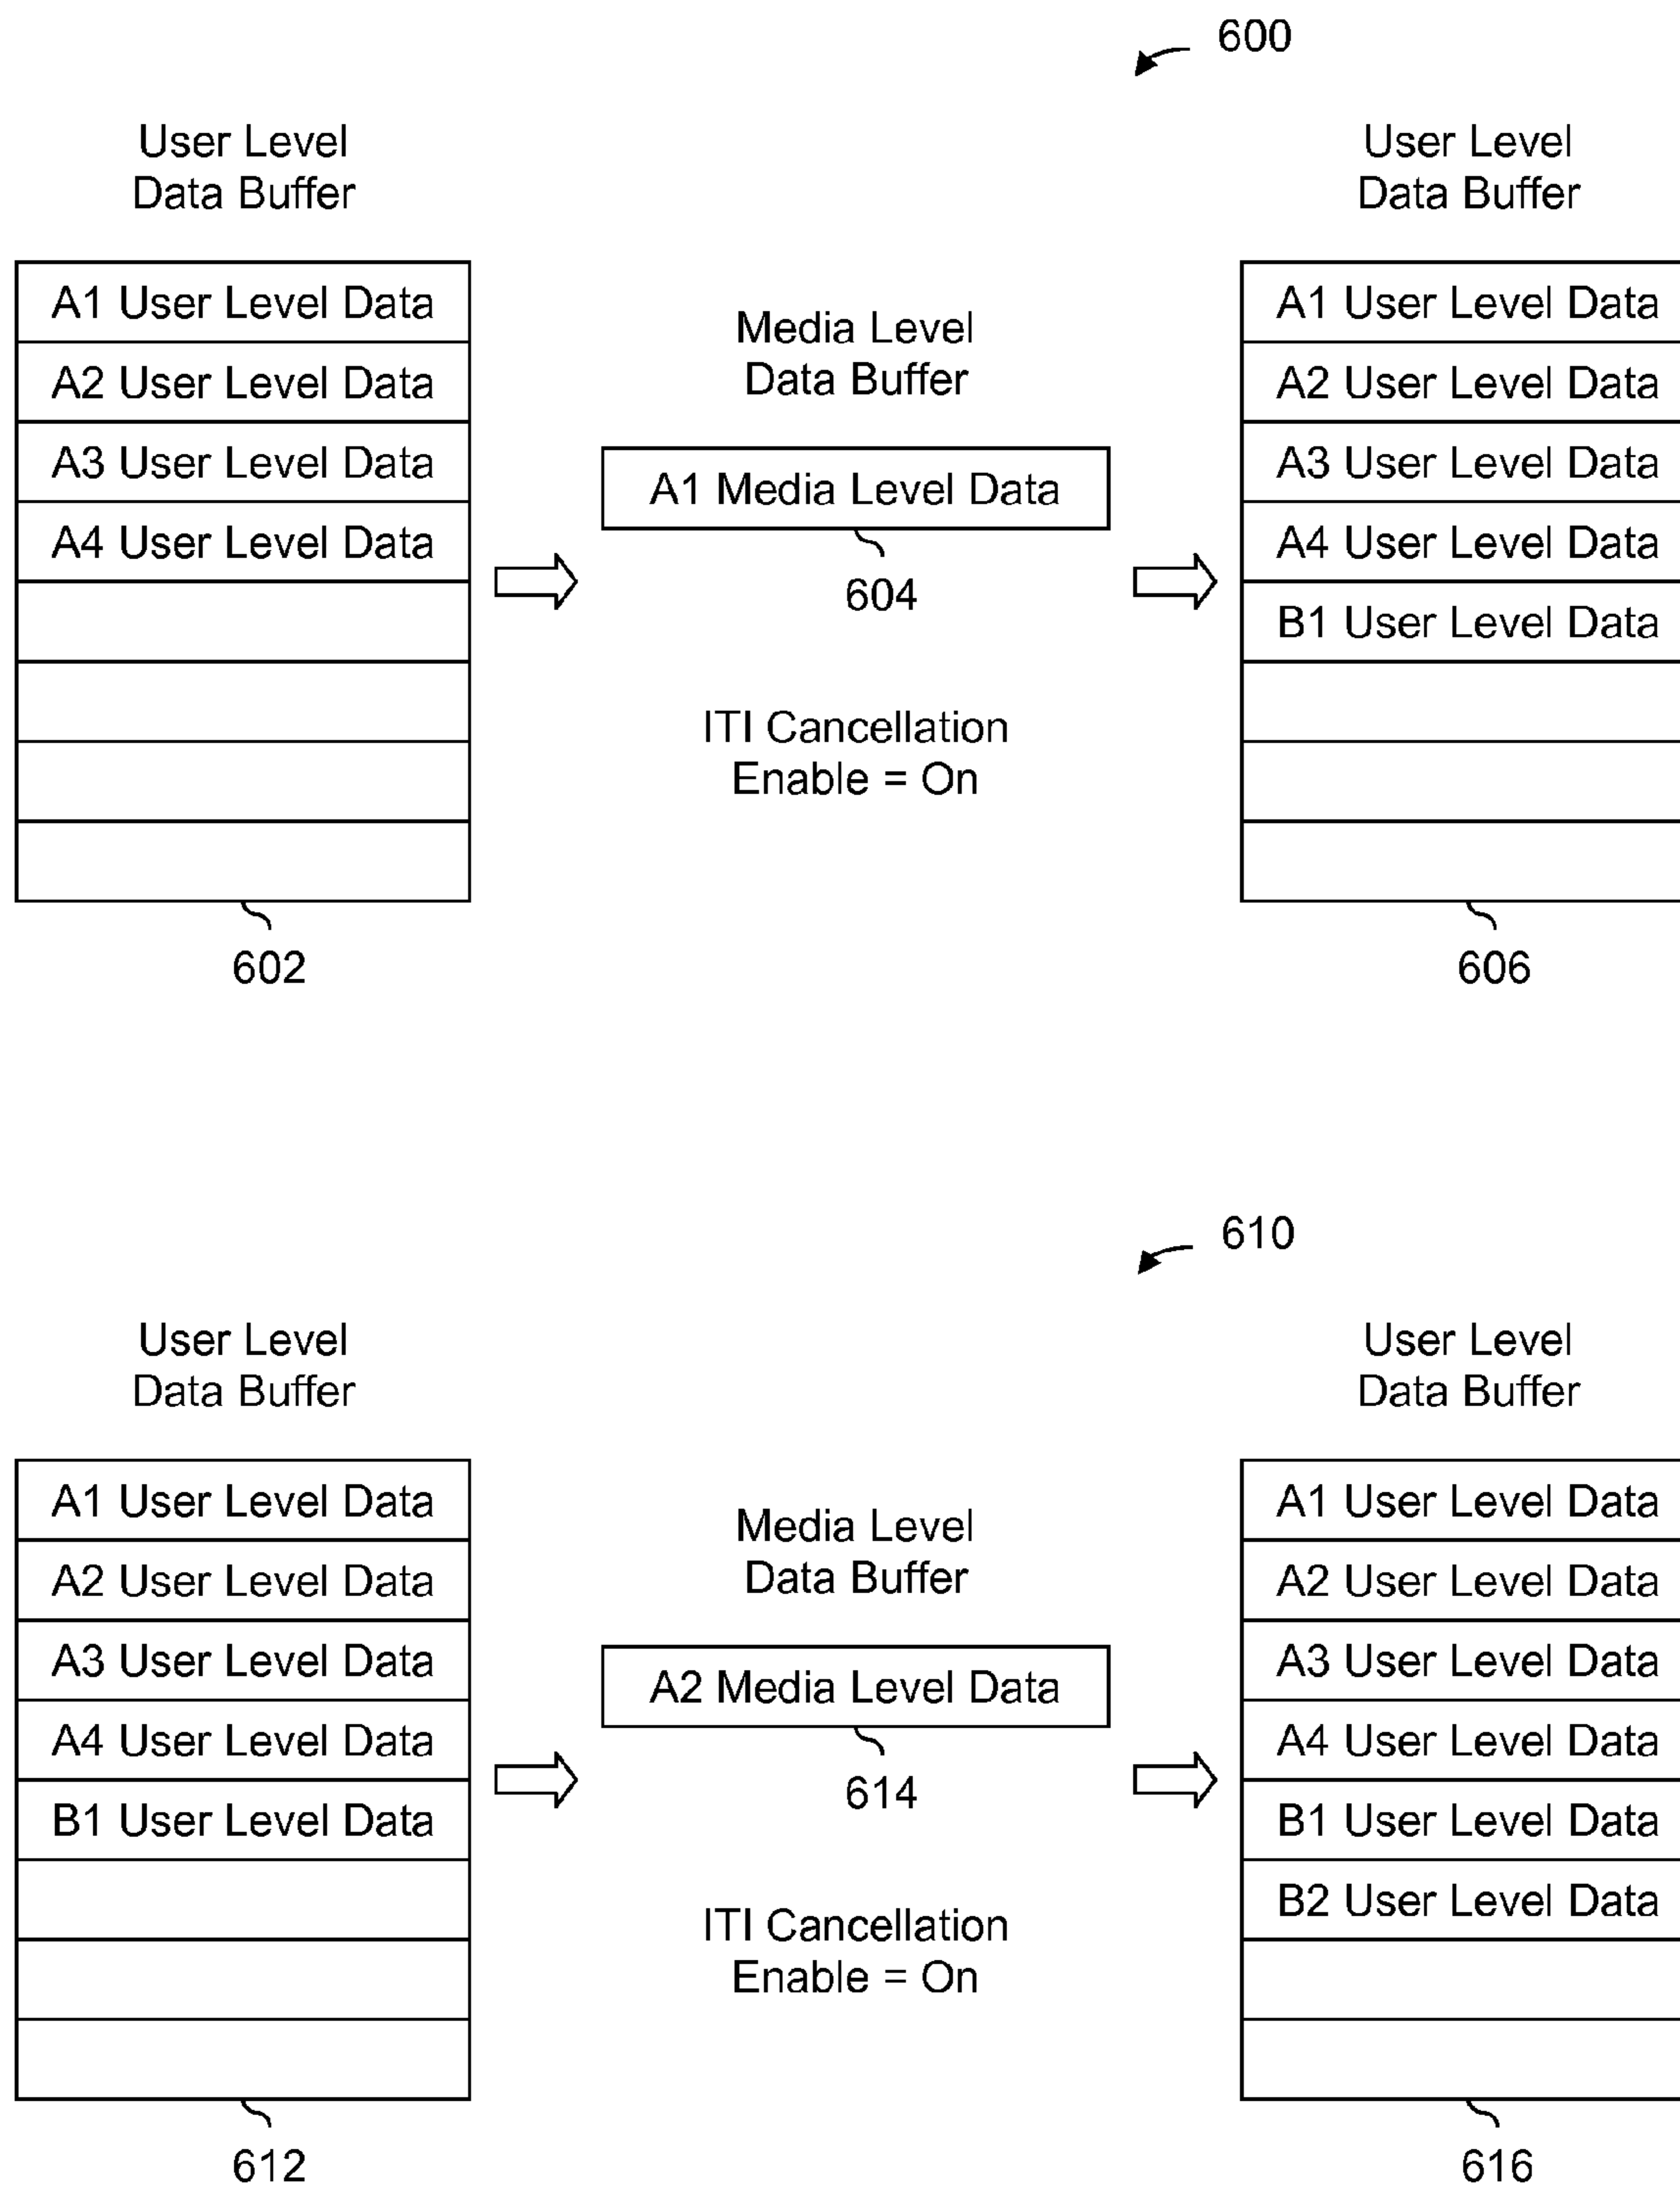 600
User Level
Data Buffer
A1 User Level Data
A2 User Level Data
A3 User Level Data
A4 User Level Data
602
Media Level
Data Buffer
A1 Media Level Data
604
ITI Cancellation
Enable = On
User Level
Data Buffer
A1 User Level Data
A2 User Level Data
A3 User Level Data
A4 User Level Data
B1 User Level Data
606
610
User Level
Data Buffer
A1 User Level Data
A2 User Level Data
A3 User Level Data
A4 User Level Data
B1 User Level Data
612
Media Level
Data Buffer
A2 Media Level Data
614
ITI Cancellation
Enable = On
User Level
Data Buffer
A1 User Level Data
A2 User Level Data
A3 User Level Data
A4 User Level Data
B1 User Level Data
B2 User Level Data
616